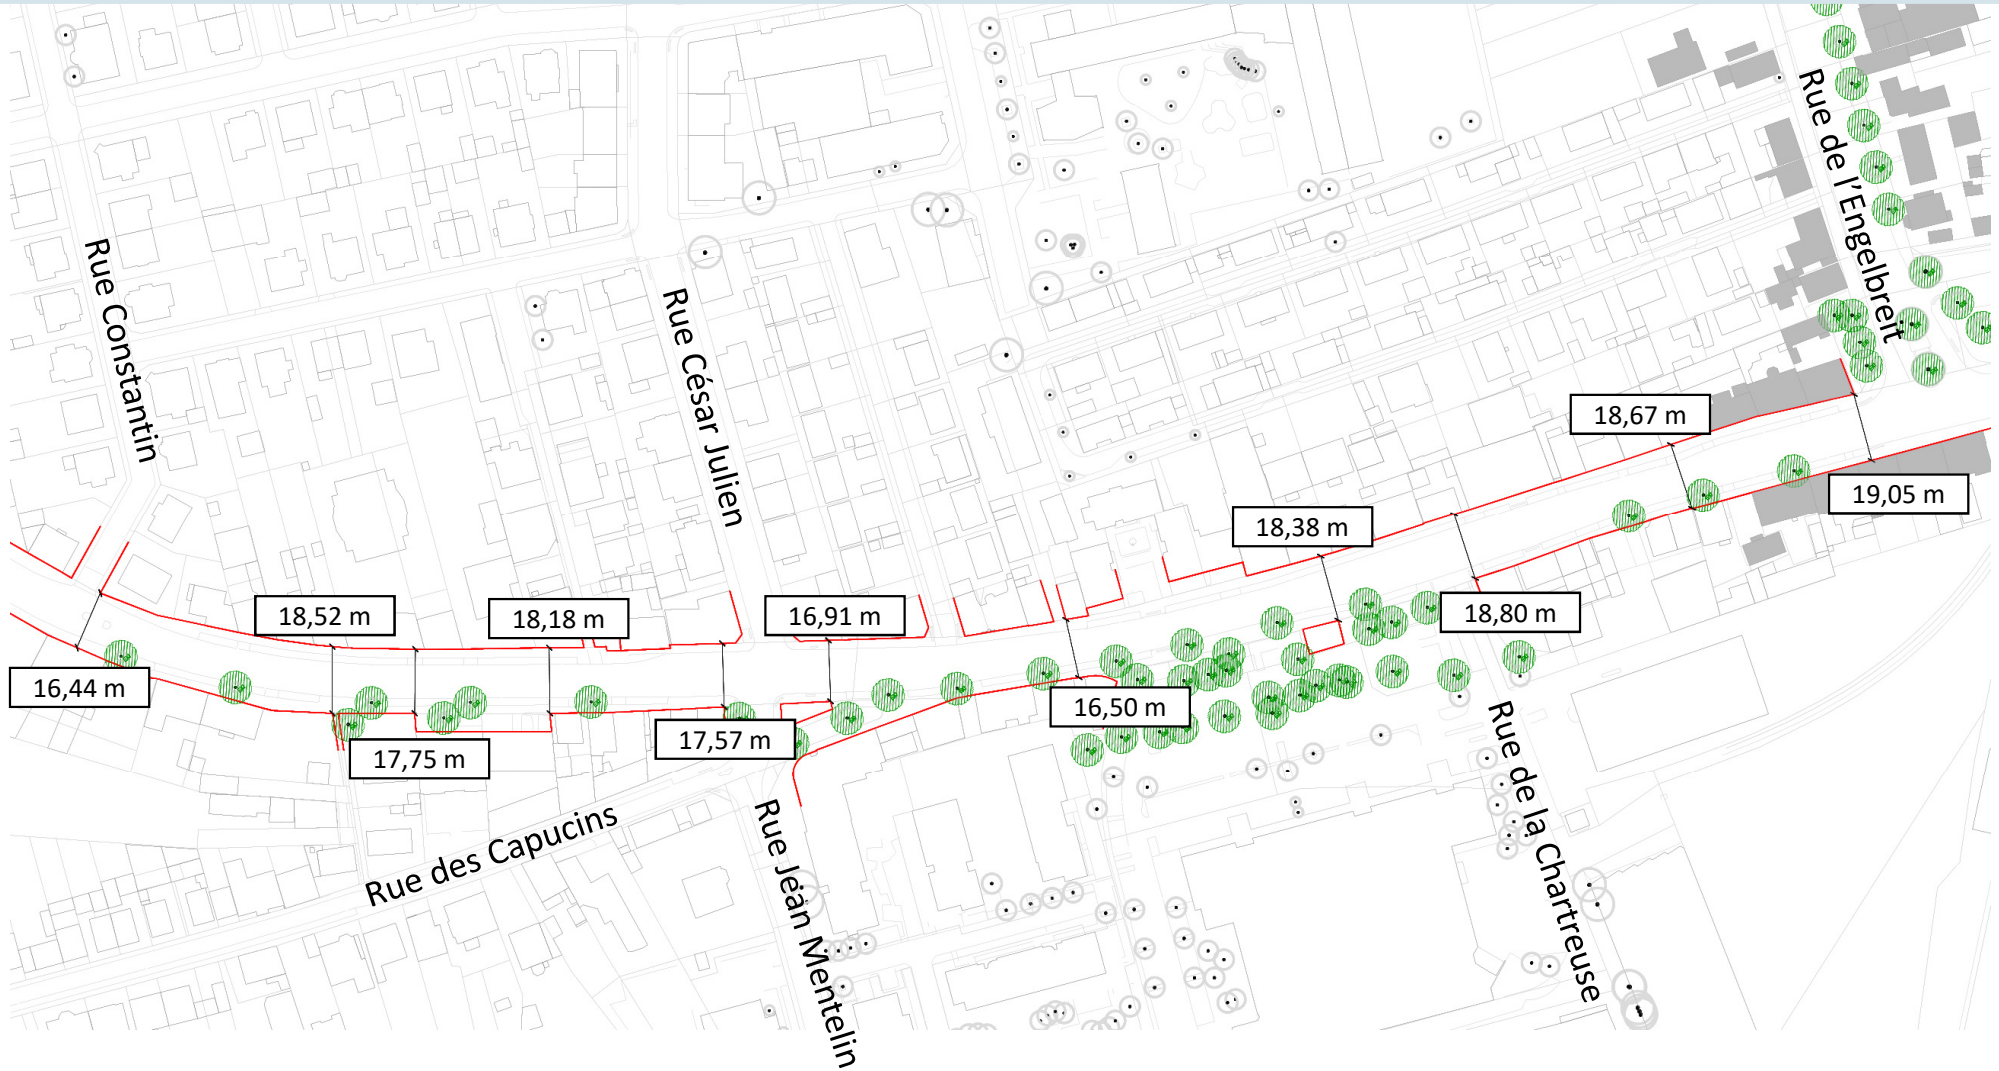 Rue de l'Engelbreit
Rue Constantin
Rue César Julien
18,67 m
19,05 m
18,38 m
18,52 m
18,18 m
16,91 m
18,80 m
16,44 m
16,50 m
17,57 m
17,75 m
Rue des Capucins
Rue Jean Mentelin
Rue de la Chartreuse